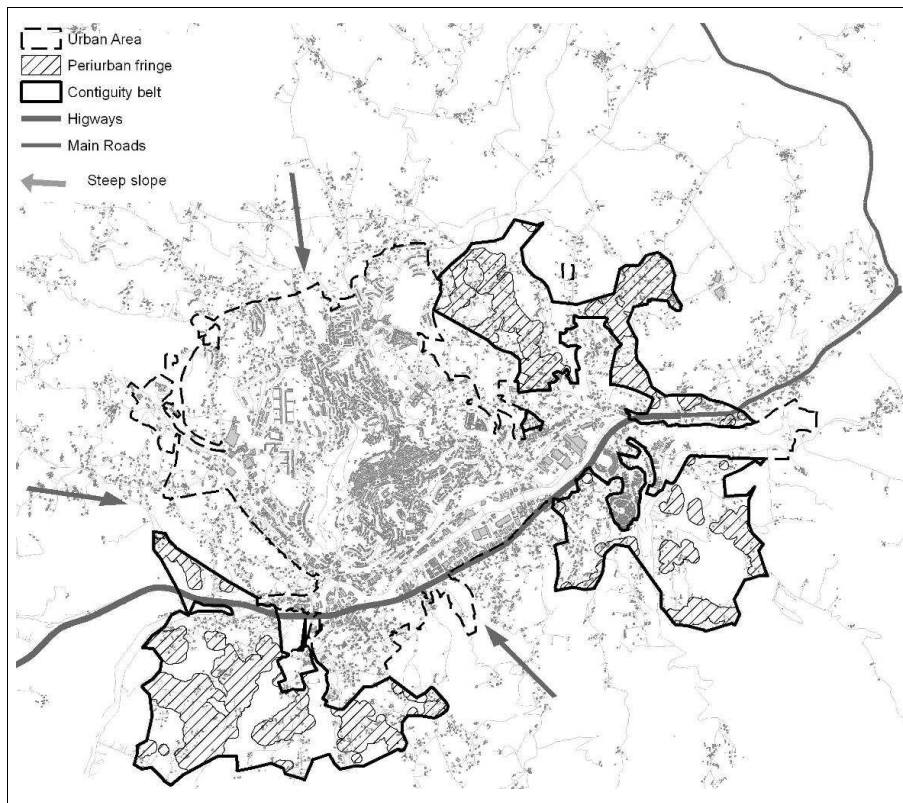 Urban Area
Periurban fringe
Contiguity belt
Higways
Main Roads
Steep slope